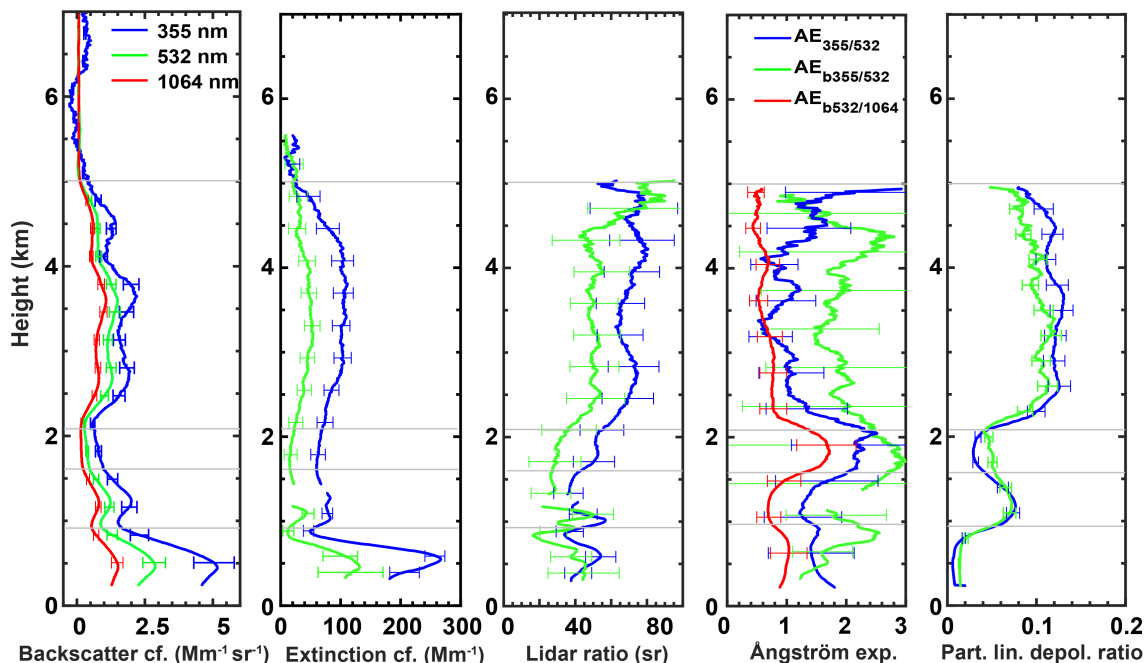 355 nm
532 nm
1064 nm
AE355/532
AEb355/532
AEb532/1064
Height (km)
6
4
2
0
6
4
2
0
6
4
2
0
6
4
2
0
6
4
2
0
0 2.5 5
0 100 200 300
0 40 80
0 1 2 3
0 0.1 0.2
Backscatter cf. (Mm⁻¹ sr⁻¹)
Extinction cf. (Mm⁻¹)
Lidar ratio (sr)
Ångström exp.
Part. lin. depol. ratio